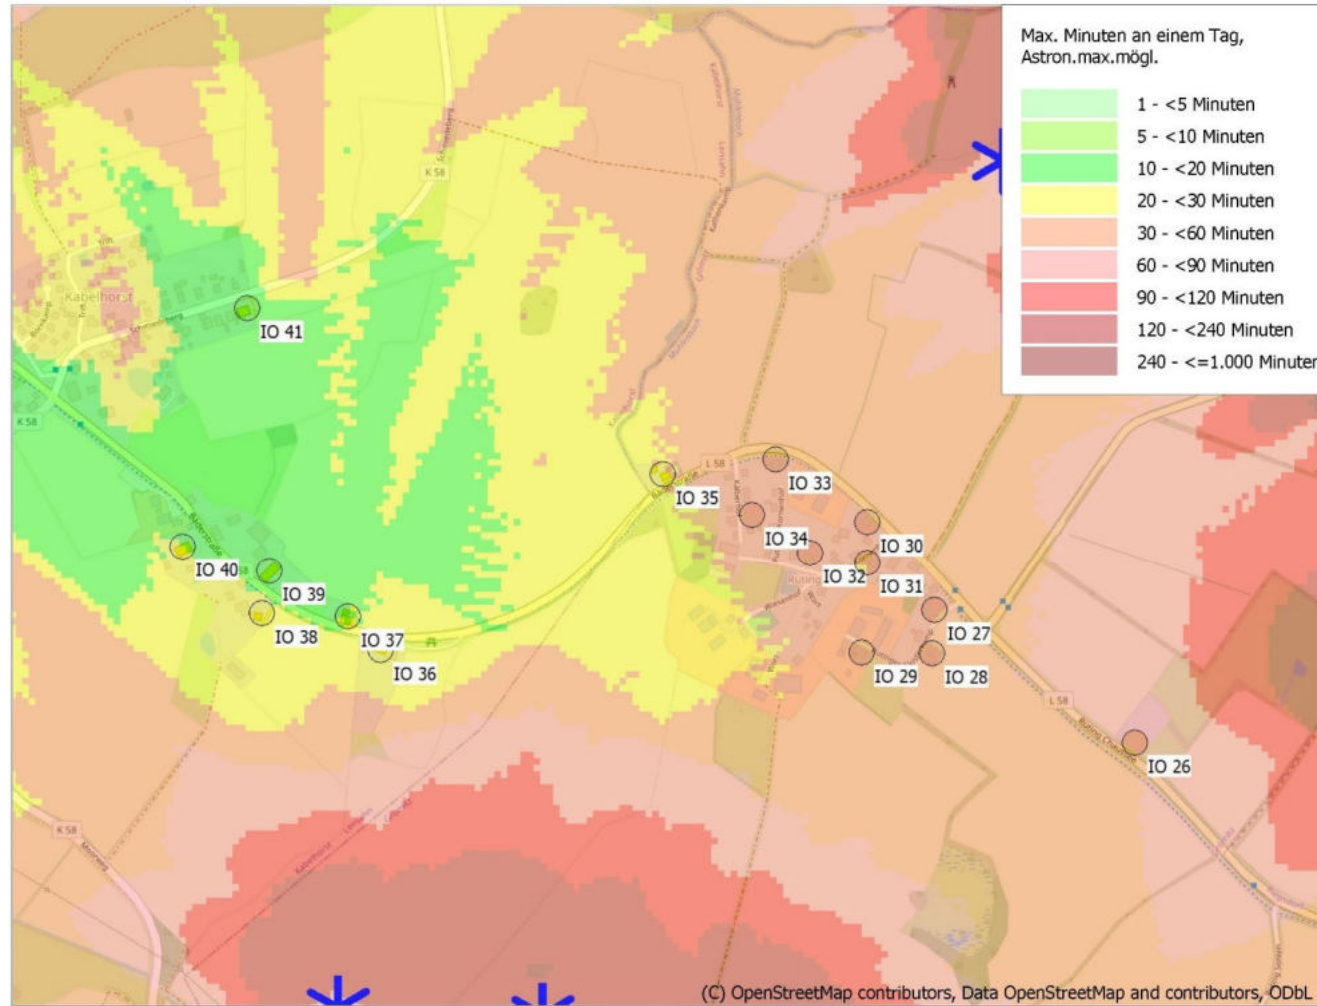 Max. Minuten an einem Tag,
Astron.max.mögl.
1 - <5 Minuten
5 - <10 Minuten
10 - <20 Minuten
20 - <30 Minuten
30 - <60 Minuten
60 - <90 Minuten
90 - <120 Minuten
120 - <240 Minuten
240 - <=1.000 Minuten
K 58
Kabelhorst
IO 41
K 58
L 58
IO 35
IO 33
IO 34
IO 30
IO 32
IO 31
Rüting
Bäderstraße
IO 40
IO 39
IO 38
IO 37
IO 36
IO 27
IO 29
IO 28
L 58
IO 26
K 58
Kabelhorst
(C) OpenStreetMap contributors, Data OpenStreetMap and contributors, ODbL